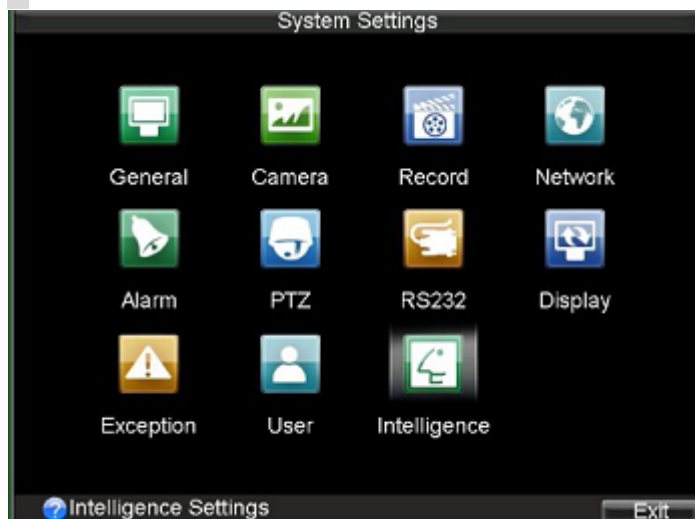 System Settings
General Camera Record Network
Alarm PTZ RS232 Display
Exception User Intelligence
Intelligence Settings Exit